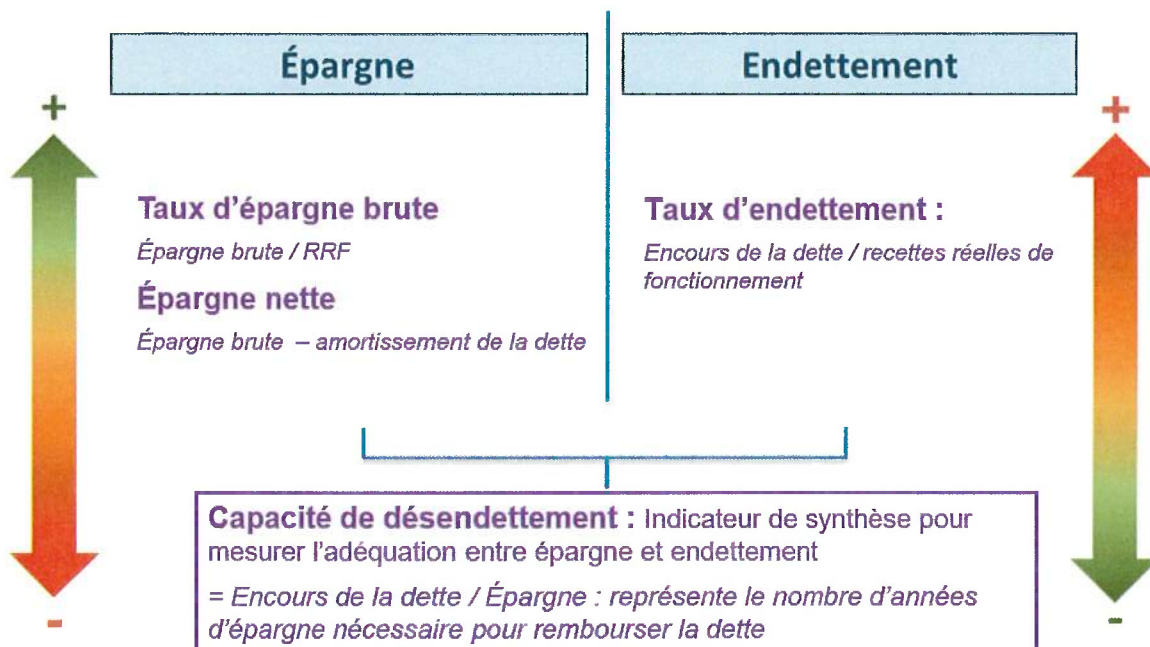 Épargne
Endettement
+
+
Taux d'épargne brute
Épargne brute / RRF
Épargne nette
Épargne brute – amortissement de la dette
Taux d'endettement :
Encours de la dette / recettes réelles de
fonctionnement
Capacité de désendettement : Indicateur de synthèse pour
mesurer l'adéquation entre épargne et endettement
= Encours de la dette / Épargne : représente le nombre d'années
d'épargne nécessaire pour rembourser la dette
-
-